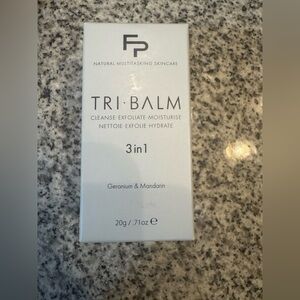 FP
NATURAL MULTITASKING SKINCARE
TRI·BALM
CLEANSE EXFOLIATE MOISTURISE
NETTOIE EXFOLIE HYDRATE
3 in 1
Geranium & Mandarin
20g / .71oz ℮